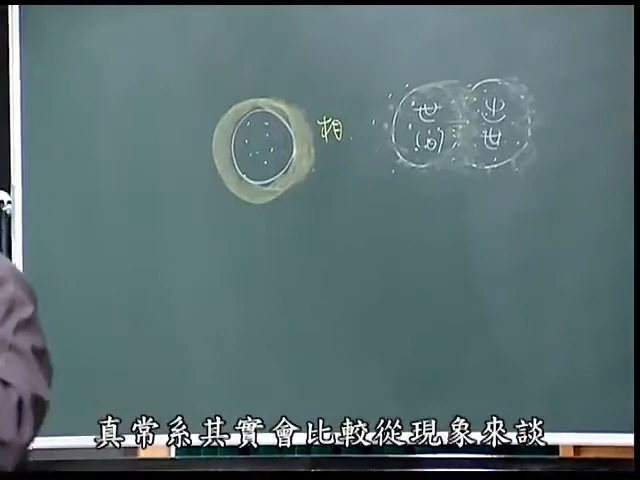 相
世 出
間 世
真常系其實會比較從現象來談